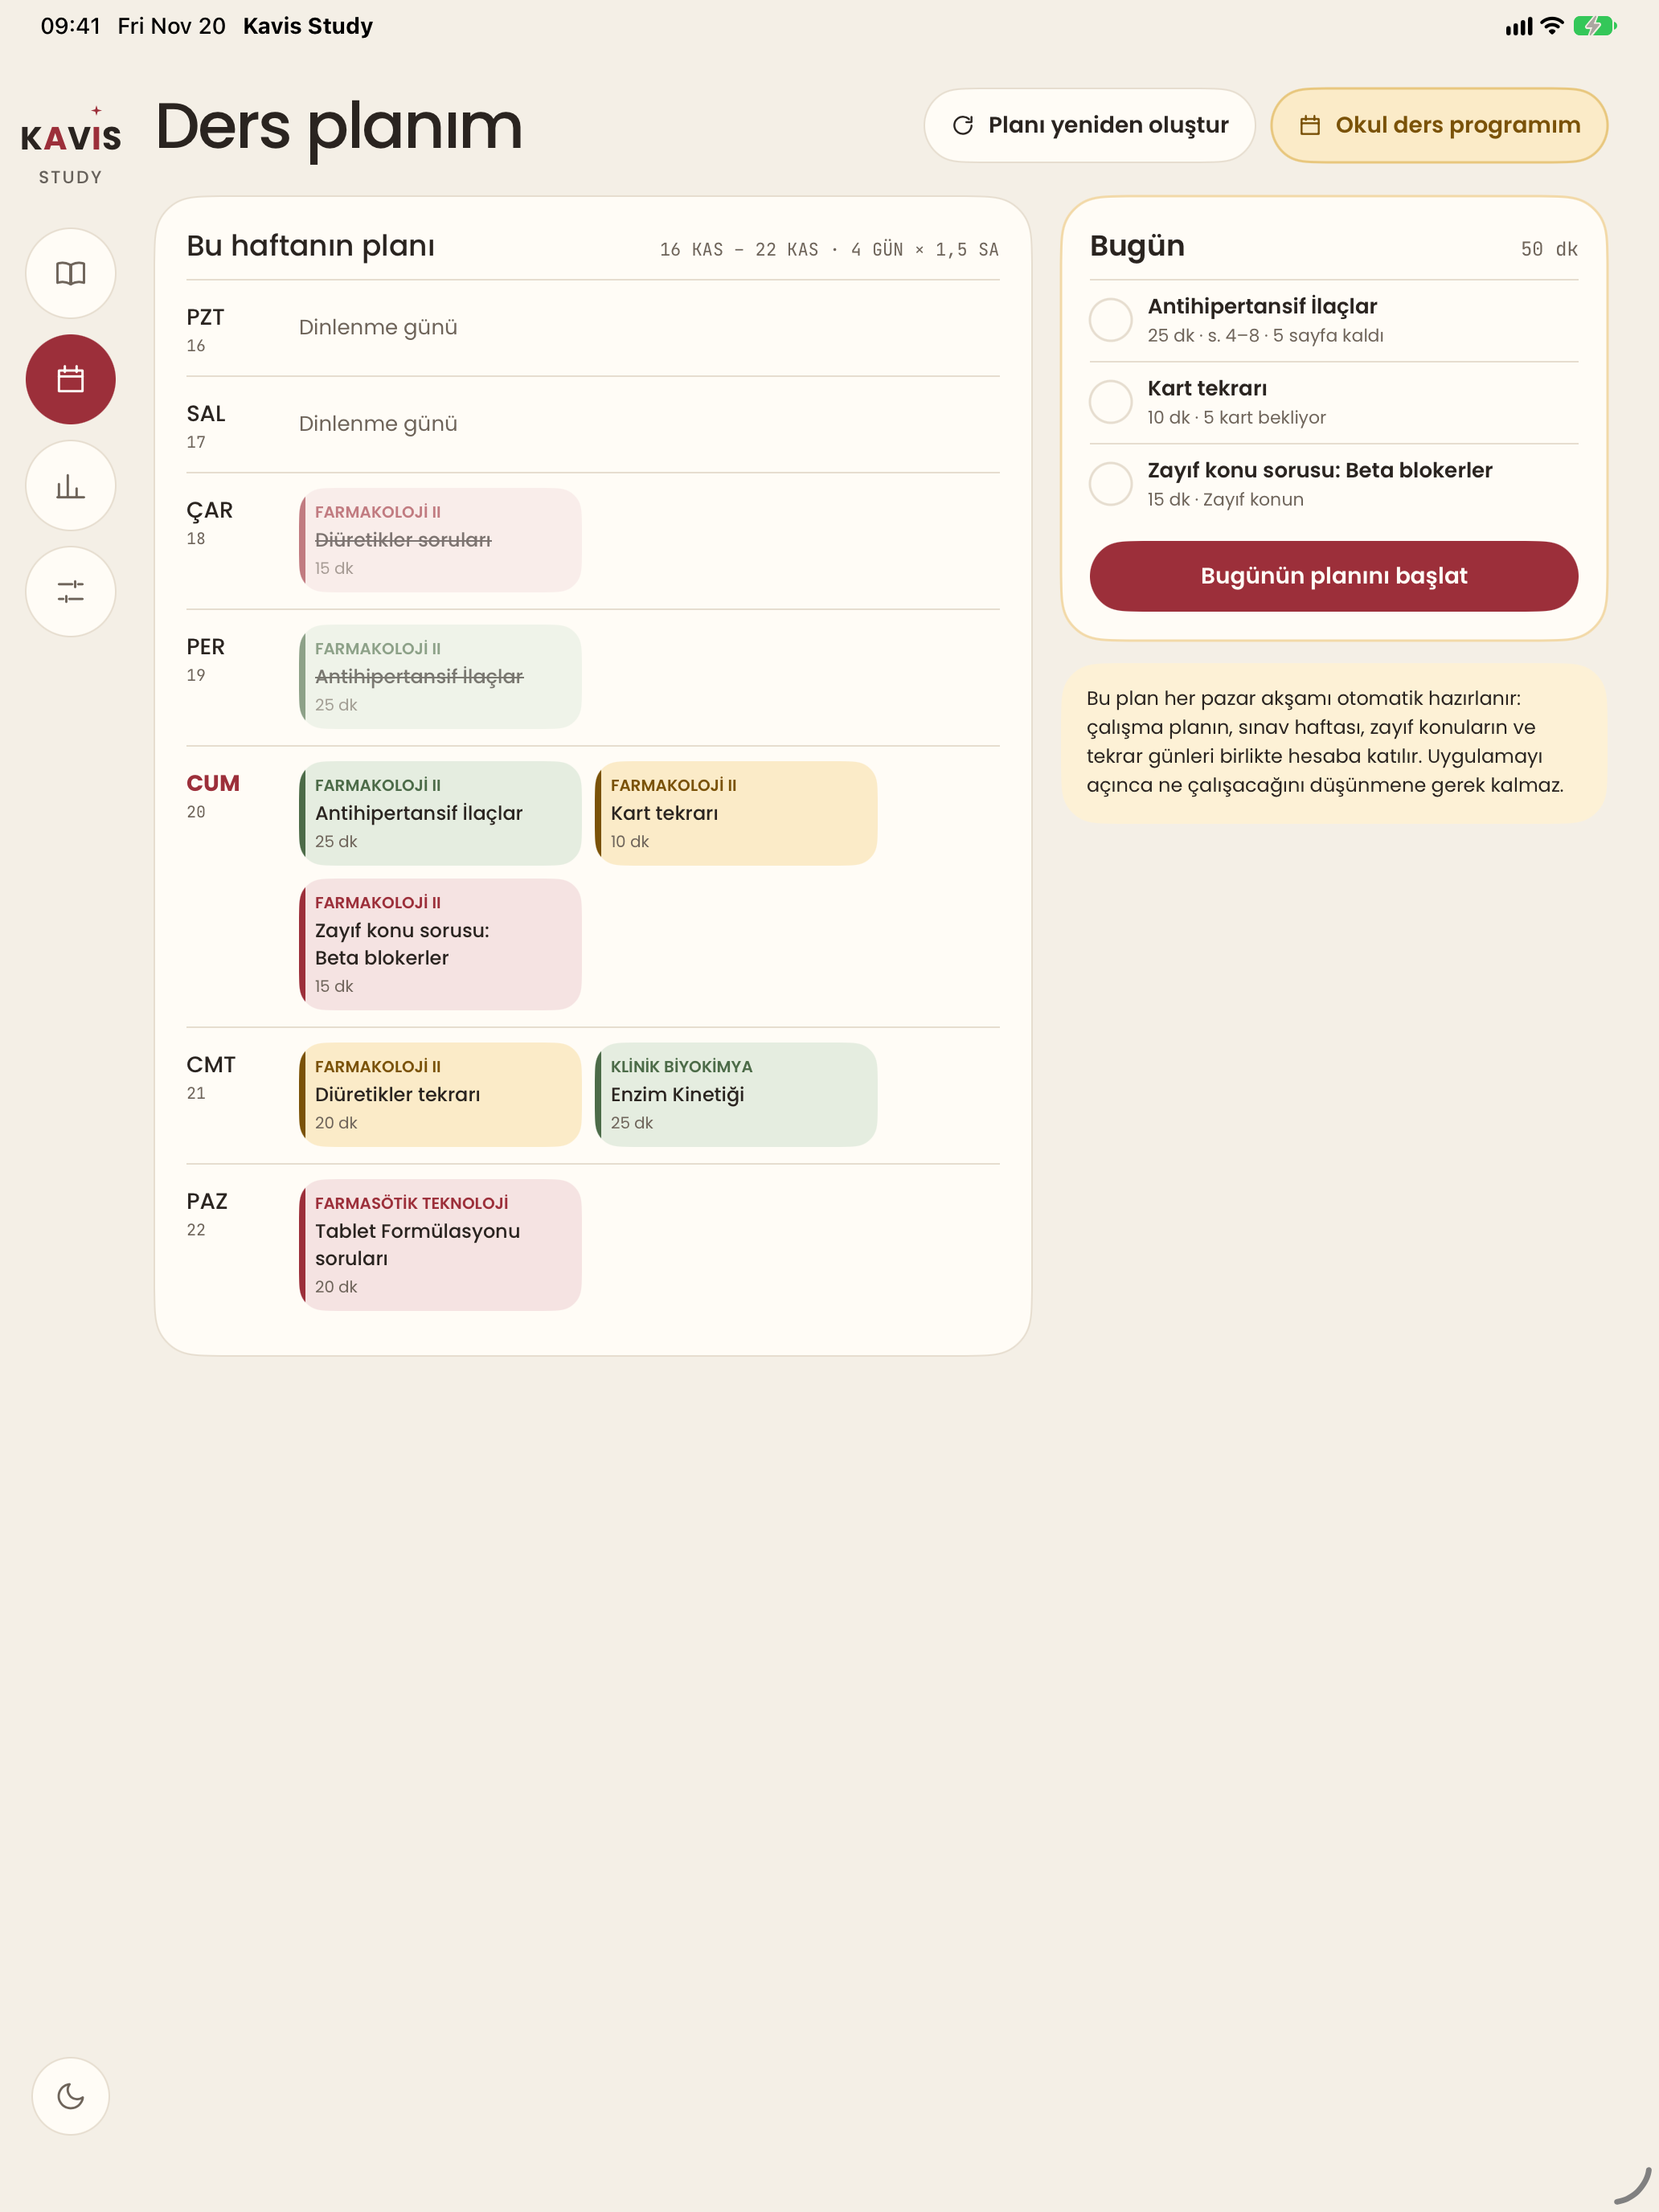 09:41 Fri Nov 20 Kavis Study
KAVIS
STUDY
Ders planım
Planı yeniden oluştur
Okul ders programım
Bu haftanın planı
16 KAS – 22 KAS · 4 GÜN × 1,5 SA
PZT
16
Dinlenme günü
SAL
17
Dinlenme günü
ÇAR
18
FARMAKOLOJİ II
Diüretikler soruları
15 dk
PER
19
FARMAKOLOJİ II
Antihipertansif İlaçlar
25 dk
CUM
20
FARMAKOLOJİ II
Antihipertansif İlaçlar
25 dk
FARMAKOLOJİ II
Kart tekrarı
10 dk
FARMAKOLOJİ II
Zayıf konu sorusu:
Beta blokerler
15 dk
CMT
21
FARMAKOLOJİ II
Diüretikler tekrarı
20 dk
KLİNİK BİYOKİMYA
Enzim Kinetiği
25 dk
PAZ
22
FARMASÖTİK TEKNOLOJİ
Tablet Formülasyonu
soruları
20 dk
Bugün
50 dk
Antihipertansif İlaçlar
25 dk · s. 4–8 · 5 sayfa kaldı
Kart tekrarı
10 dk · 5 kart bekliyor
Zayıf konu sorusu: Beta blokerler
15 dk · Zayıf konun
Bugünün planını başlat
Bu plan her pazar akşamı otomatik hazırlanır:
çalışma planın, sınav haftası, zayıf konuların ve
tekrar günleri birlikte hesaba katılır. Uygulamayı
açınca ne çalışacağını düşünmene gerek kalmaz.